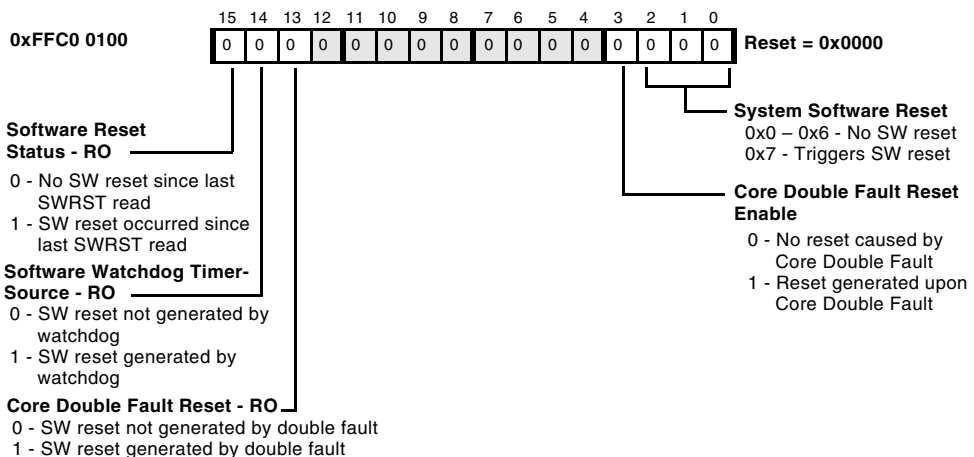 15 14 13 12 11 10 9 8 7 6 5 4 3 2 1 0
0xFFC0 0100
0 0 0 0 0 0 0 0 0 0 0 0 0 0 0 0
Reset = 0x0000
System Software Reset
0x0 – 0x6 - No SW reset
0x7 - Triggers SW reset
Core Double Fault Reset
Enable
0 - No reset caused by
Core Double Fault
1 - Reset generated upon
Core Double Fault
Software Reset
Status - RO
0 - No SW reset since last
SWRST read
1 - SW reset occurred since
last SWRST read
Software Watchdog Timer-
Source - RO
0 - SW reset not generated by
watchdog
1 - SW reset generated by
watchdog
Core Double Fault Reset - RO
0 - SW reset not generated by double fault
1 - SW reset generated by double fault